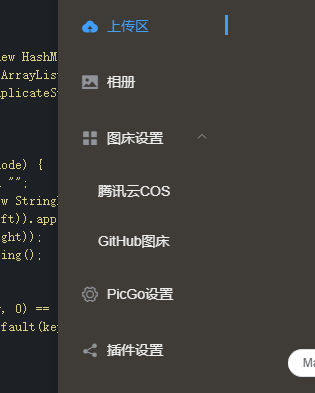 上传区
new HashM
相册
ArrayList
plicateS
图床设置
ode) {
"";
腾讯云COS
w String
ft)).app
ght));
GitHub图床
ing();
PicGo设置
, 0) ==
fault(key
插件设置
Ma